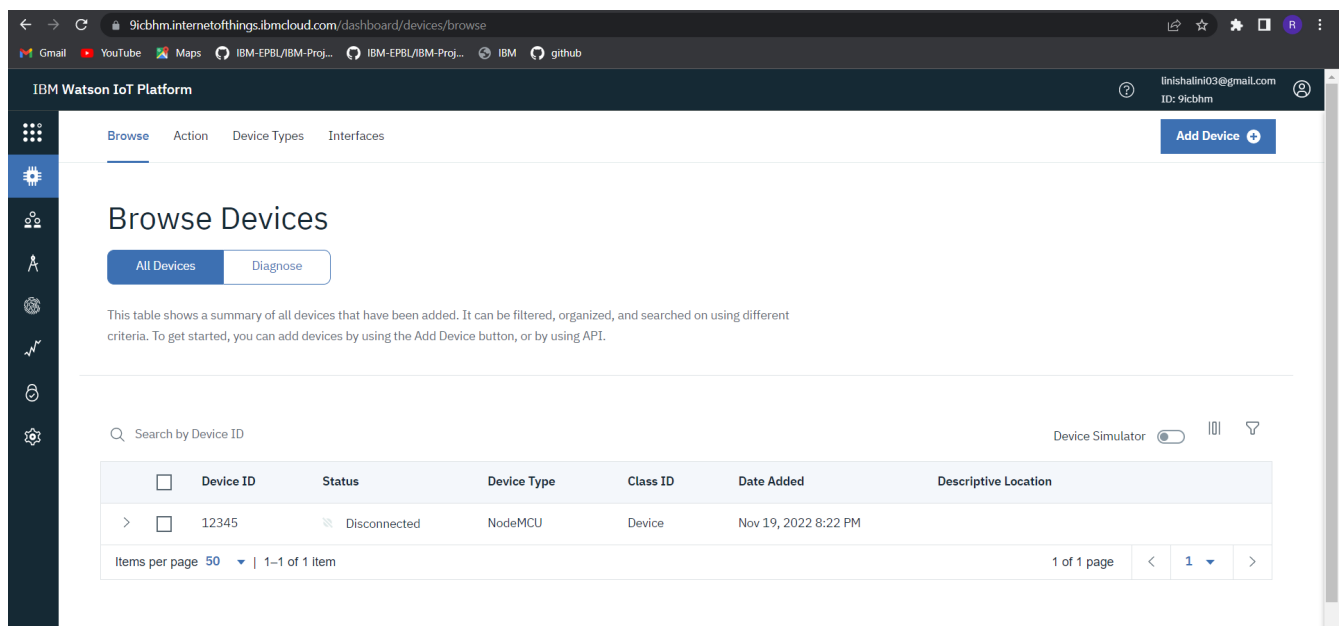 9icbhm.internetofthings.ibmcloud.com/dashboard/devices/browse
R
Gmail YouTube Maps IBM-EPBL/IBM-Proj... IBM-EPBL/IBM-Proj... IBM github
IBM Watson IoT Platform
linishalini03@gmail.com
ID: 9icbhm
Browse Action Device Types Interfaces Add Device
Browse Devices
All Devices Diagnose
This table shows a summary of all devices that have been added. It can be filtered, organized, and searched on using different
criteria. To get started, you can add devices by using the Add Device button, or by using API.
Search by Device ID Device Simulator
Device ID Status Device Type Class ID Date Added Descriptive Location
12345 Disconnected NodeMCU Device Nov 19, 2022 8:22 PM
Items per page 50 | 1–1 of 1 item 1 of 1 page < 1 >